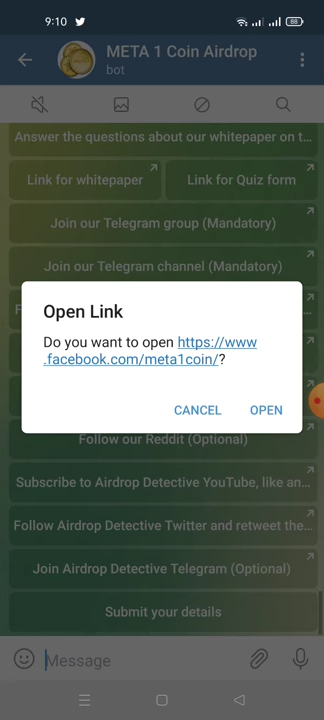 9:10
88
META 1 Coin Airdrop
bot
Answer the questions about our whitepaper on t...
Link for whitepaper
Link for Quiz form
Join our Telegram group (Mandatory)
Join our Telegram channel (Mandatory)
F
Open Link
Do you want to open https://www
.facebook.com/meta1coin/?
CANCEL
OPEN
Follow our Reddit (Optional)
Subscribe to Airdrop Detective YouTube, like an...
Follow Airdrop Detective Twitter and retweet the...
Join Airdrop Detective Telegram (Optional)
Submit your details
Message